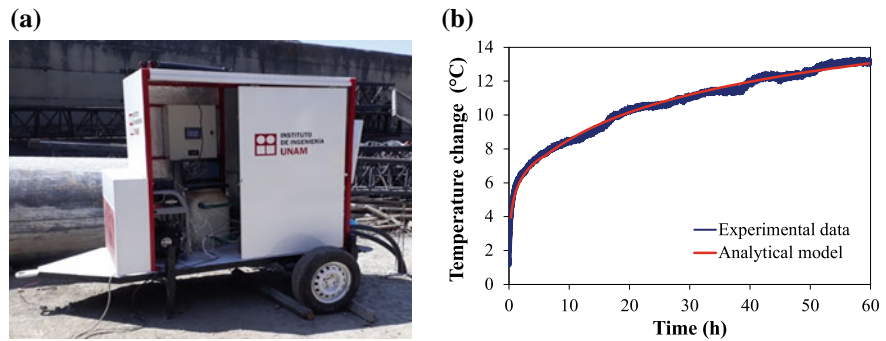 (a)
INSTITUTO
DE INGENIERÍA
UNAM
(b)
Temperature change (°C)
14
12
10
8
6
4
2
0
Experimental data
Analytical model
0 10 20 30 40 50 60
Time (h)